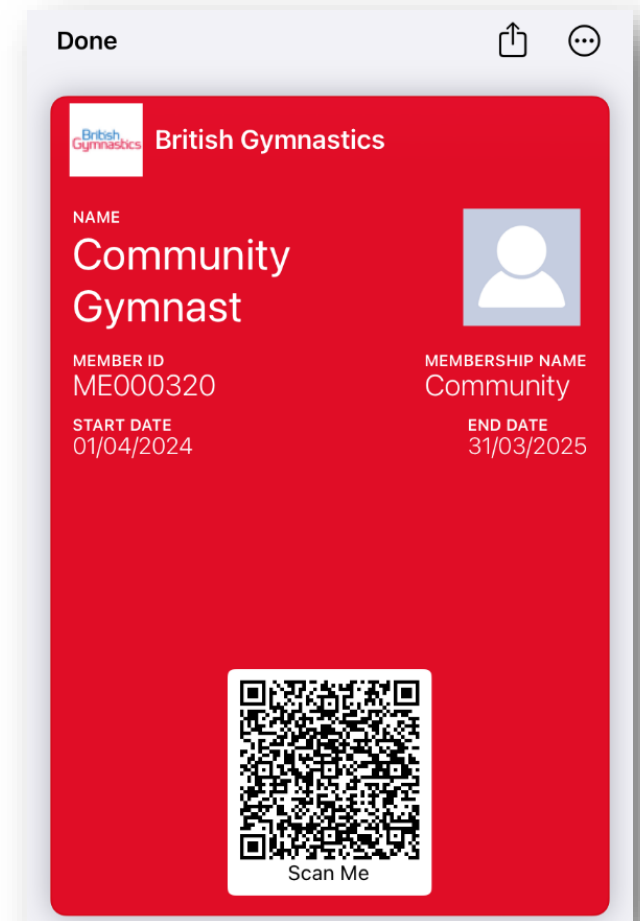 Done
British
Gymnastics
British Gymnastics
NAME
Community
Gymnast
MEMBER ID
MEMBERSHIP NAME
ME000320
Community
START DATE
END DATE
01/04/2024
31/03/2025
Scan Me